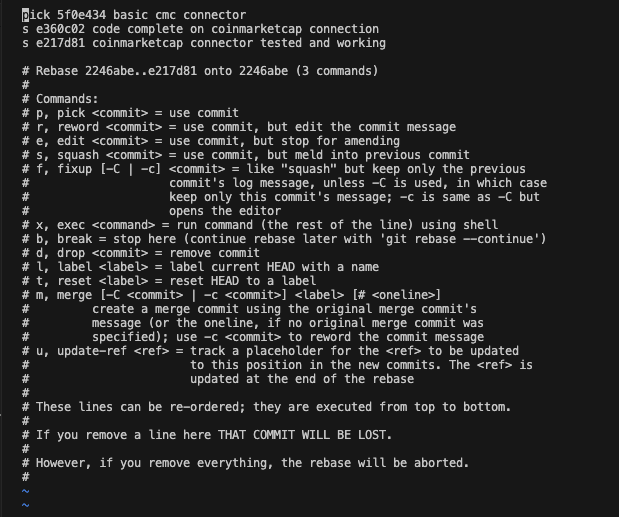 pick 5f0e434 basic cmc connector
s e360c02 code complete on coinmarketcap connection
s e217d81 coinmarketcap connector tested and working

# Rebase 2246abe..e217d81 onto 2246abe (3 commands)
#
# Commands:
# p, pick <commit> = use commit
# r, reword <commit> = use commit, but edit the commit message
# e, edit <commit> = use commit, but stop for amending
# s, squash <commit> = use commit, but meld into previous commit
# f, fixup [-C | -c] <commit> = like "squash" but keep only the previous
#                    commit's log message, unless -C is used, in which case
#                    keep only this commit's message; -c is same as -C but
#                    opens the editor
# x, exec <command> = run command (the rest of the line) using shell
# b, break = stop here (continue rebase later with 'git rebase --continue')
# d, drop <commit> = remove commit
# l, label <label> = label current HEAD with a name
# t, reset <label> = reset HEAD to a label
# m, merge [-C <commit> | -c <commit>] <label> [# <oneline>]
#         create a merge commit using the original merge commit's
#         message (or the oneline, if no original merge commit was
#         specified); use -c <commit> to reword the commit message
# u, update-ref <ref> = track a placeholder for the <ref> to be updated
#                       to this position in the new commits. The <ref> is
#                       updated at the end of the rebase
#
# These lines can be re-ordered; they are executed from top to bottom.
#
# If you remove a line here THAT COMMIT WILL BE LOST.
#
# However, if you remove everything, the rebase will be aborted.
#
~
~